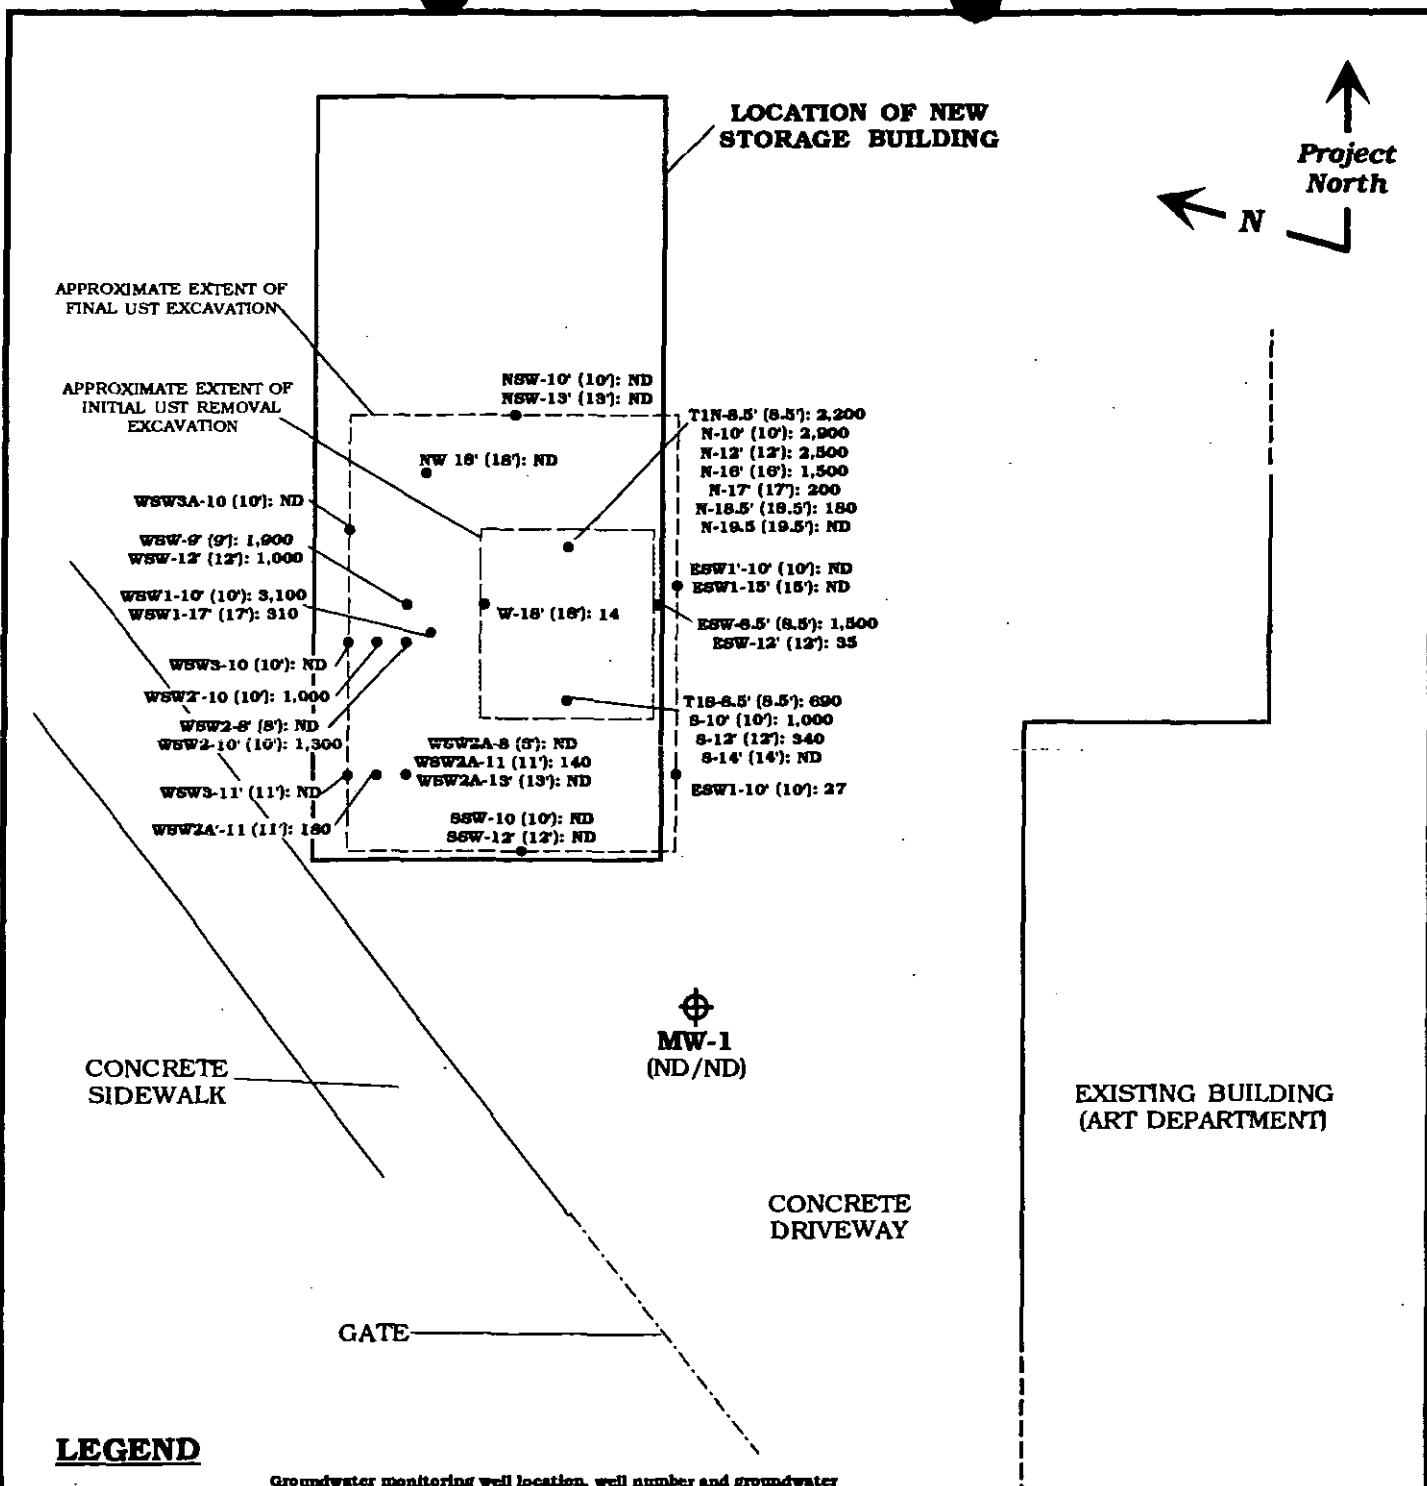 LOCATION OF NEW
STORAGE BUILDING
Project
North
N
APPROXIMATE EXTENT OF
FINAL UST EXCAVATION
APPROXIMATE EXTENT OF
INITIAL UST REMOVAL
EXCAVATION
NSW-10' (10'): ND
NSW-13' (13'): ND
T1N-8.5' (8.5'): 2,200
N-10' (10'): 2,900
N-12' (12'): 2,500
N-16' (16'): 1,500
N-17' (17'): 200
N-18.5' (18.5'): 180
N-19.5 (19.5'): ND
NW 18' (18'): ND
WSW3A-10 (10'): ND
WSW-9' (9'): 1,900
WSW-12' (12'): 1,000
WSW1-10' (10'): 3,100
WSW1-17' (17'): 310
ESW1'-10' (10'): ND
ESW1-15' (15'): ND
W-18' (18'): 14
ESW-8.5' (8.5'): 1,500
ESW-12' (12'): 35
WSW3-10 (10'): ND
WSW2'-10 (10'): 1,000
WSW2-8' (8'): ND
WSW2-10' (10'): 1,300
T1S-8.5' (8.5'): 690
S-10' (10'): 1,000
S-12' (12'): 340
S-14' (14'): ND
WSW2A-8 (8'): ND
WSW2A-11 (11'): 140
WSW2A-13' (13'): ND
WSW3-11' (11'): ND
ESW1-10' (10'): 27
WSW2A'-11 (11'): 180
SSW-10 (10'): ND
SSW-12' (12'): ND
MW-1
(ND/ND)
CONCRETE
SIDEWALK
EXISTING BUILDING
(ART DEPARTMENT)
CONCRETE
DRIVEWAY
GATE
LEGEND
Groundwater monitoring well location, well number and groundwater